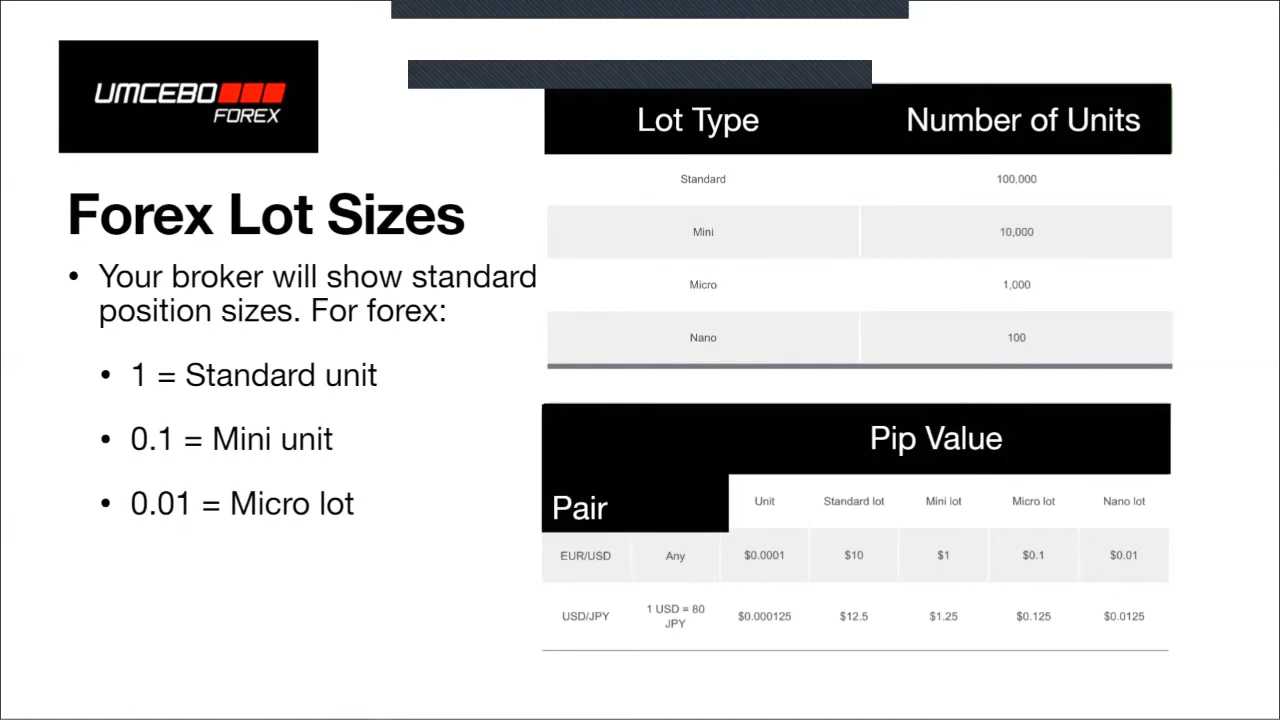 UMCEBO
FOREX
Forex Lot Sizes
• Your broker will show standard
position sizes. For forex:
• 1 = Standard unit
• 0.1 = Mini unit
• 0.01 = Micro lot
Lot Type Number of Units
Standard 100,000
Mini 10,000
Micro 1,000
Nano 100
Pip Value
Pair Unit Standard lot Mini lot Micro lot Nano lot
EUR/USD Any $0.0001 $10 $1 $0.1 $0.01
USD/JPY 1 USD = 80 JPY $0.000125 $12.5 $1.25 $0.125 $0.0125